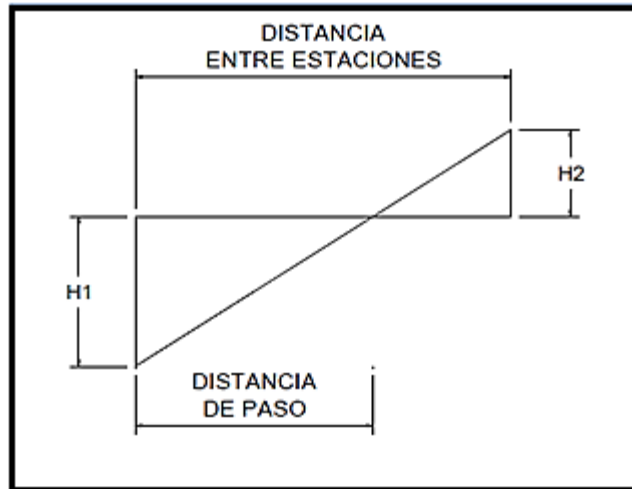 DISTANCIA
ENTRE ESTACIONES
H2
H1
DISTANCIA
DE PASO